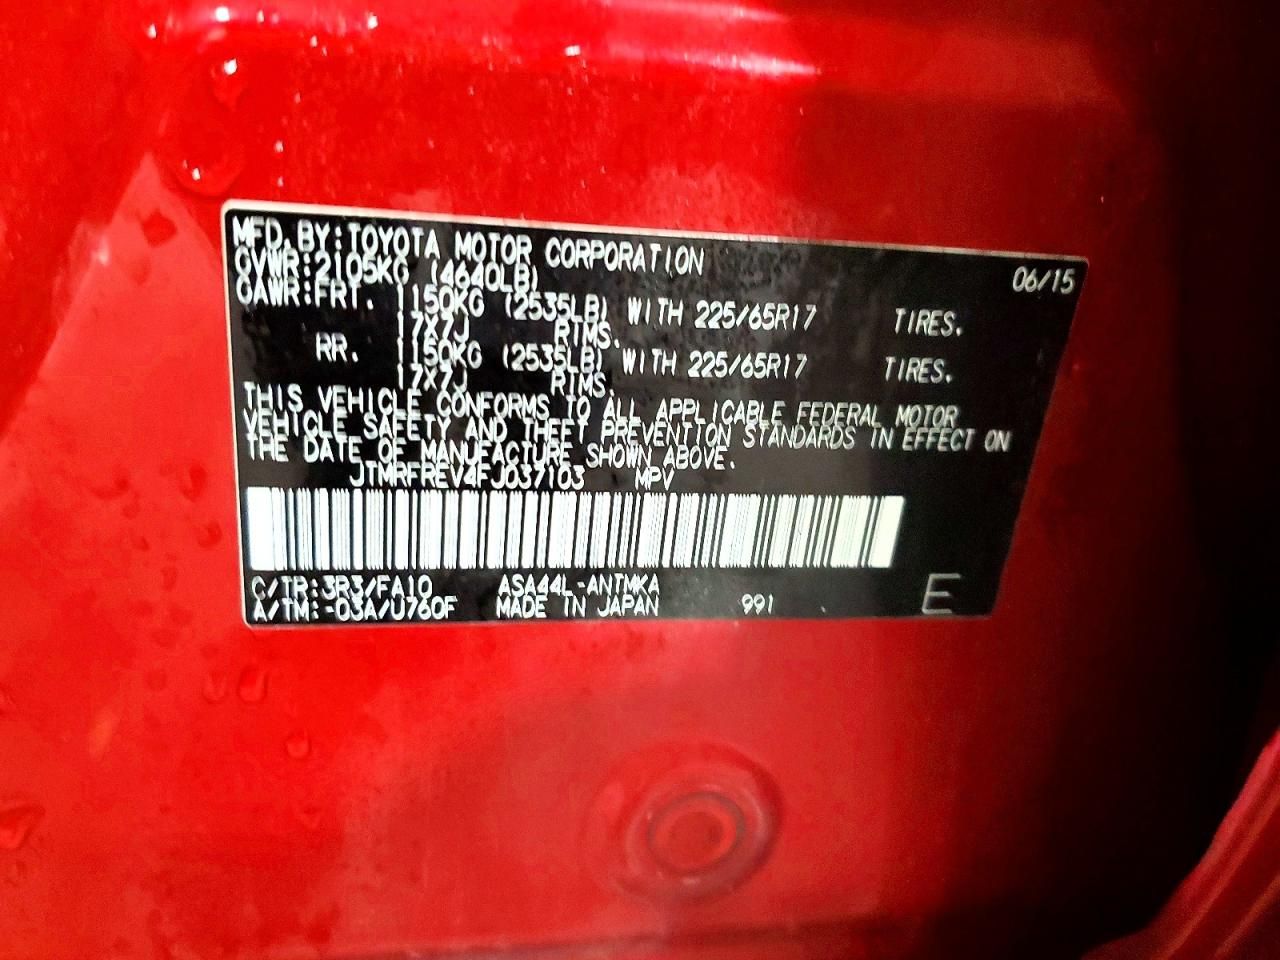 MFD.BY:TOYOTA MOTOR CORPORATION 06/15
GVWR:2105KG (4640LB)
GAWR:FRT. 1150KG (2535LB) WITH 225/65R17 TIRES.
17X7J RIMS.
RR. 1150KG (2535LB) WITH 225/65R17 TIRES.
17X7J RIMS.
THIS VEHICLE CONFORMS TO ALL APPLICABLE FEDERAL MOTOR
VEHICLE SAFETY AND THEFT PREVENTION STANDARDS IN EFFECT ON
THE DATE OF MANUFACTURE SHOWN ABOVE.
JTMRFREV4FJ037103 MPV
C/TR:3R3/FA10 ASA44L-ANTMKA
A/TM:-03A/U760F MADE IN JAPAN 991 E